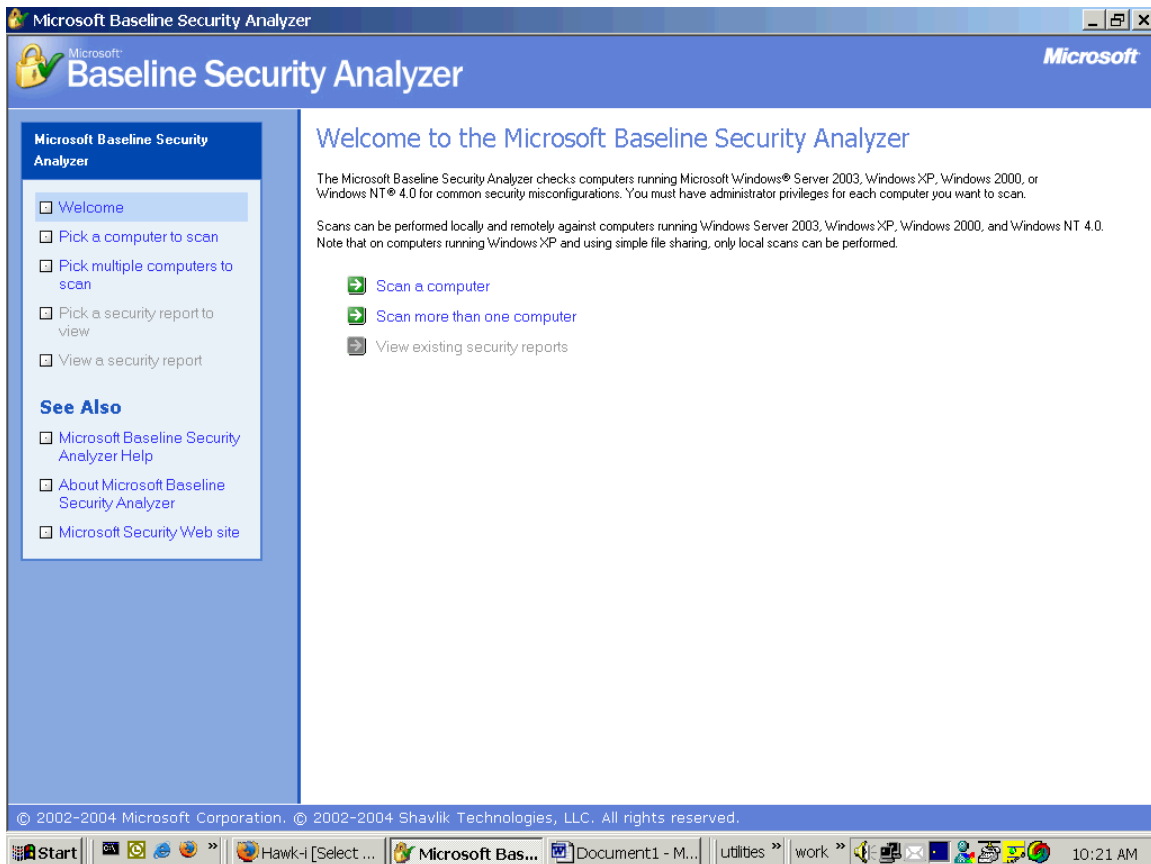 Microsoft Baseline Security Analyzer
Microsoft
Baseline Security Analyzer
Microsoft
Microsoft Baseline Security
Analyzer
Welcome
Pick a computer to scan
Pick multiple computers to
scan
Pick a security report to
view
View a security report
See Also
Microsoft Baseline Security
Analyzer Help
About Microsoft Baseline
Security Analyzer
Microsoft Security Web site
Welcome to the Microsoft Baseline Security Analyzer
The Microsoft Baseline Security Analyzer checks computers running Microsoft Windows® Server 2003, Windows XP, Windows 2000, or
Windows NT® 4.0 for common security misconfigurations. You must have administrator privileges for each computer you want to scan.
Scans can be performed locally and remotely against computers running Windows Server 2003, Windows XP, Windows 2000, and Windows NT 4.0.
Note that on computers running Windows XP and using simple file sharing, only local scans can be performed.
Scan a computer
Scan more than one computer
View existing security reports
© 2002-2004 Microsoft Corporation. © 2002-2004 Shavlik Technologies, LLC. All rights reserved.
Start » Hawk-i [Select ... Microsoft Bas... Document1 - M... utilities » work » 10:21 AM